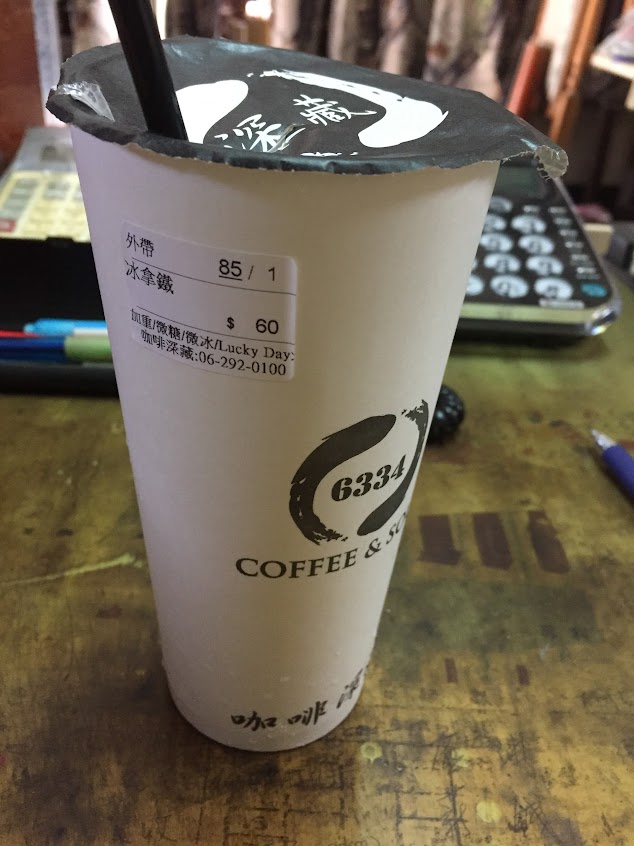 深藏
外帶
85 / 1
冰拿鐵
$ 60
加重/微糖/微冰/Lucky Day:
咖啡深藏:06-292-0100
6334
COFFEE &
咖啡深